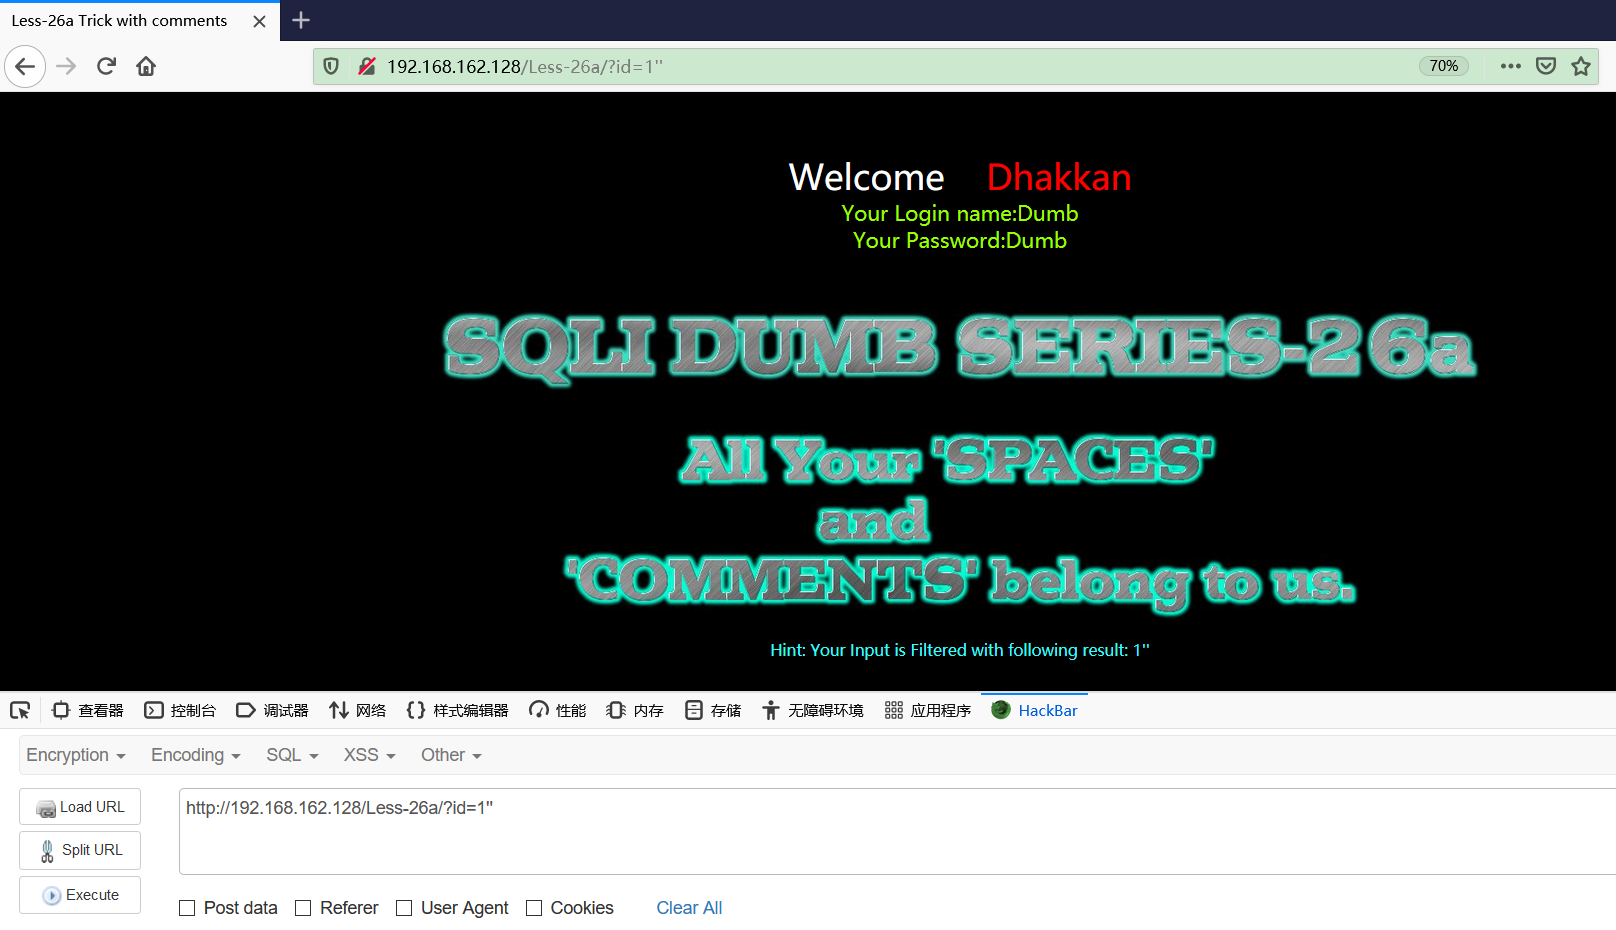 Less-26a Trick with comments
192.168.162.128/Less-26a/?id=1''
70%
Welcome Dhakkan
Your Login name:Dumb
Your Password:Dumb
SQLI DUMB SERIES-26a
All Your 'SPACES'
and
'COMMENTS' belong to us.
Hint: Your Input is Filtered with following result: 1''
查看器 控制台 调试器 网络 样式编辑器 性能 内存 存储 无障碍环境 应用程序 HackBar
Encryption Encoding SQL XSS Other
Load URL
http://192.168.162.128/Less-26a/?id=1''
Split URL
Execute
Post data Referer User Agent Cookies Clear All